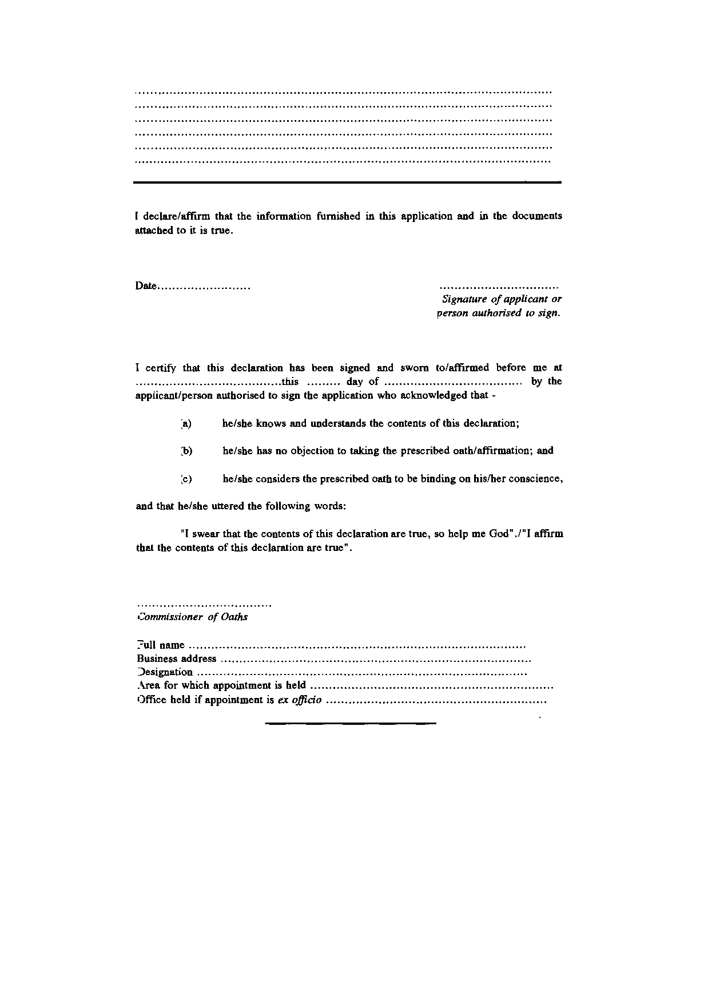 ..........................................................................................................
..........................................................................................................
..........................................................................................................
..........................................................................................................
..........................................................................................................
..........................................................................................................
I declare/affirm that the information furnished in this application and in the documents
attached to it is true.
Date......................... ................................
Signature of applicant or
person authorised to sign.
I certify that this declaration has been signed and sworn to/affirmed before me at
.......................................this ......... day of ..................................... by the
applicant/person authorised to sign the application who acknowledged that -
(a) he/she knows and understands the contents of this declaration;
(b) he/she has no objection to taking the prescribed oath/affirmation; and
(c) he/she considers the prescribed oath to be binding on his/her conscience,
and that he/she uttered the following words:
"I swear that the contents of this declaration are true, so help me God"./"I affirm
that the contents of this declaration are true".
....................................
Commissioner of Oaths
Full name ..........................................................................................
Business address ...................................................................................
Designation ........................................................................................
Area for which appointment is held .................................................................
Office held if appointment is ex officio ...........................................................